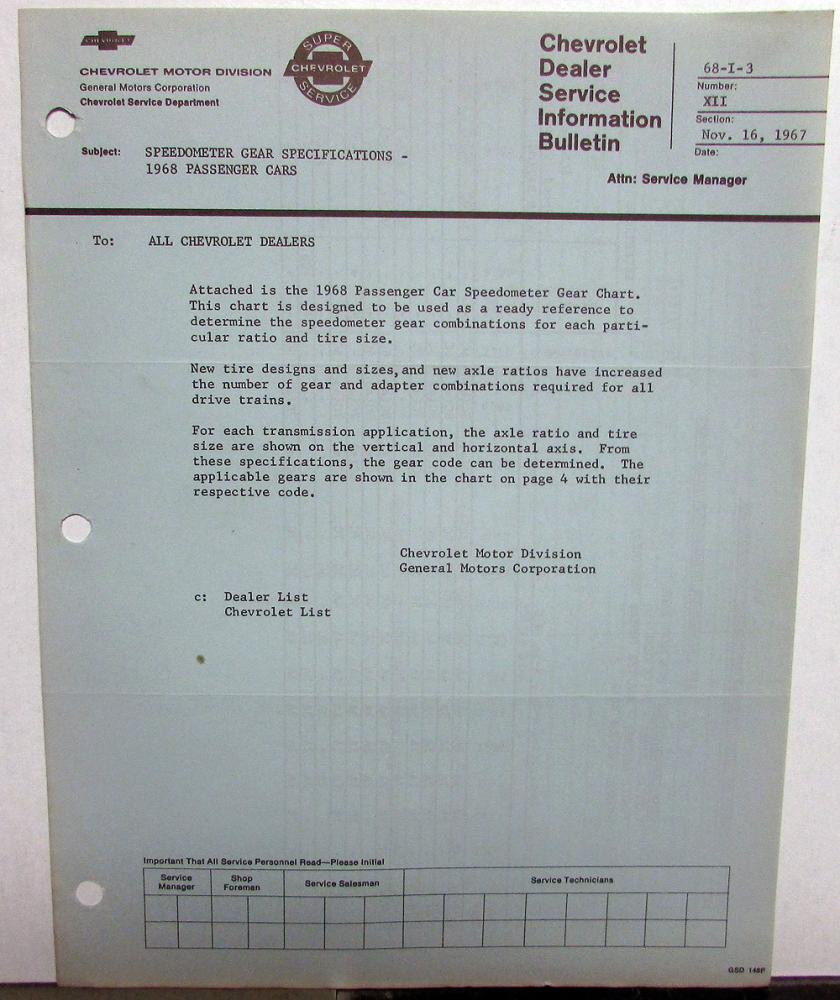 CHEVROLET
CHEVROLET MOTOR DIVISION
General Motors Corporation
Chevrolet Service Department
SUPER
CHEVROLET
SERVICE
Chevrolet
Dealer
Service
Information
Bulletin
68-I-3
Number:
XII
Section:
Nov. 16, 1967
Date:
Attn: Service Manager
Subject: SPEEDOMETER GEAR SPECIFICATIONS -
1968 PASSENGER CARS
To: ALL CHEVROLET DEALERS
Attached is the 1968 Passenger Car Speedometer Gear Chart.
This chart is designed to be used as a ready reference to
determine the speedometer gear combinations for each parti-
cular ratio and tire size.
New tire designs and sizes,and new axle ratios have increased
the number of gear and adapter combinations required for all
drive trains.
For each transmission application, the axle ratio and tire
size are shown on the vertical and horizontal axis. From
these specifications, the gear code can be determined. The
applicable gears are shown in the chart on page 4 with their
respective code.
Chevrolet Motor Division
General Motors Corporation
c: Dealer List
Chevrolet List
Important That All Service Personnel Read—Please Initial
Service
Manager
Shop
Foreman
Service Salesman
Service Technicians
GSD 148P